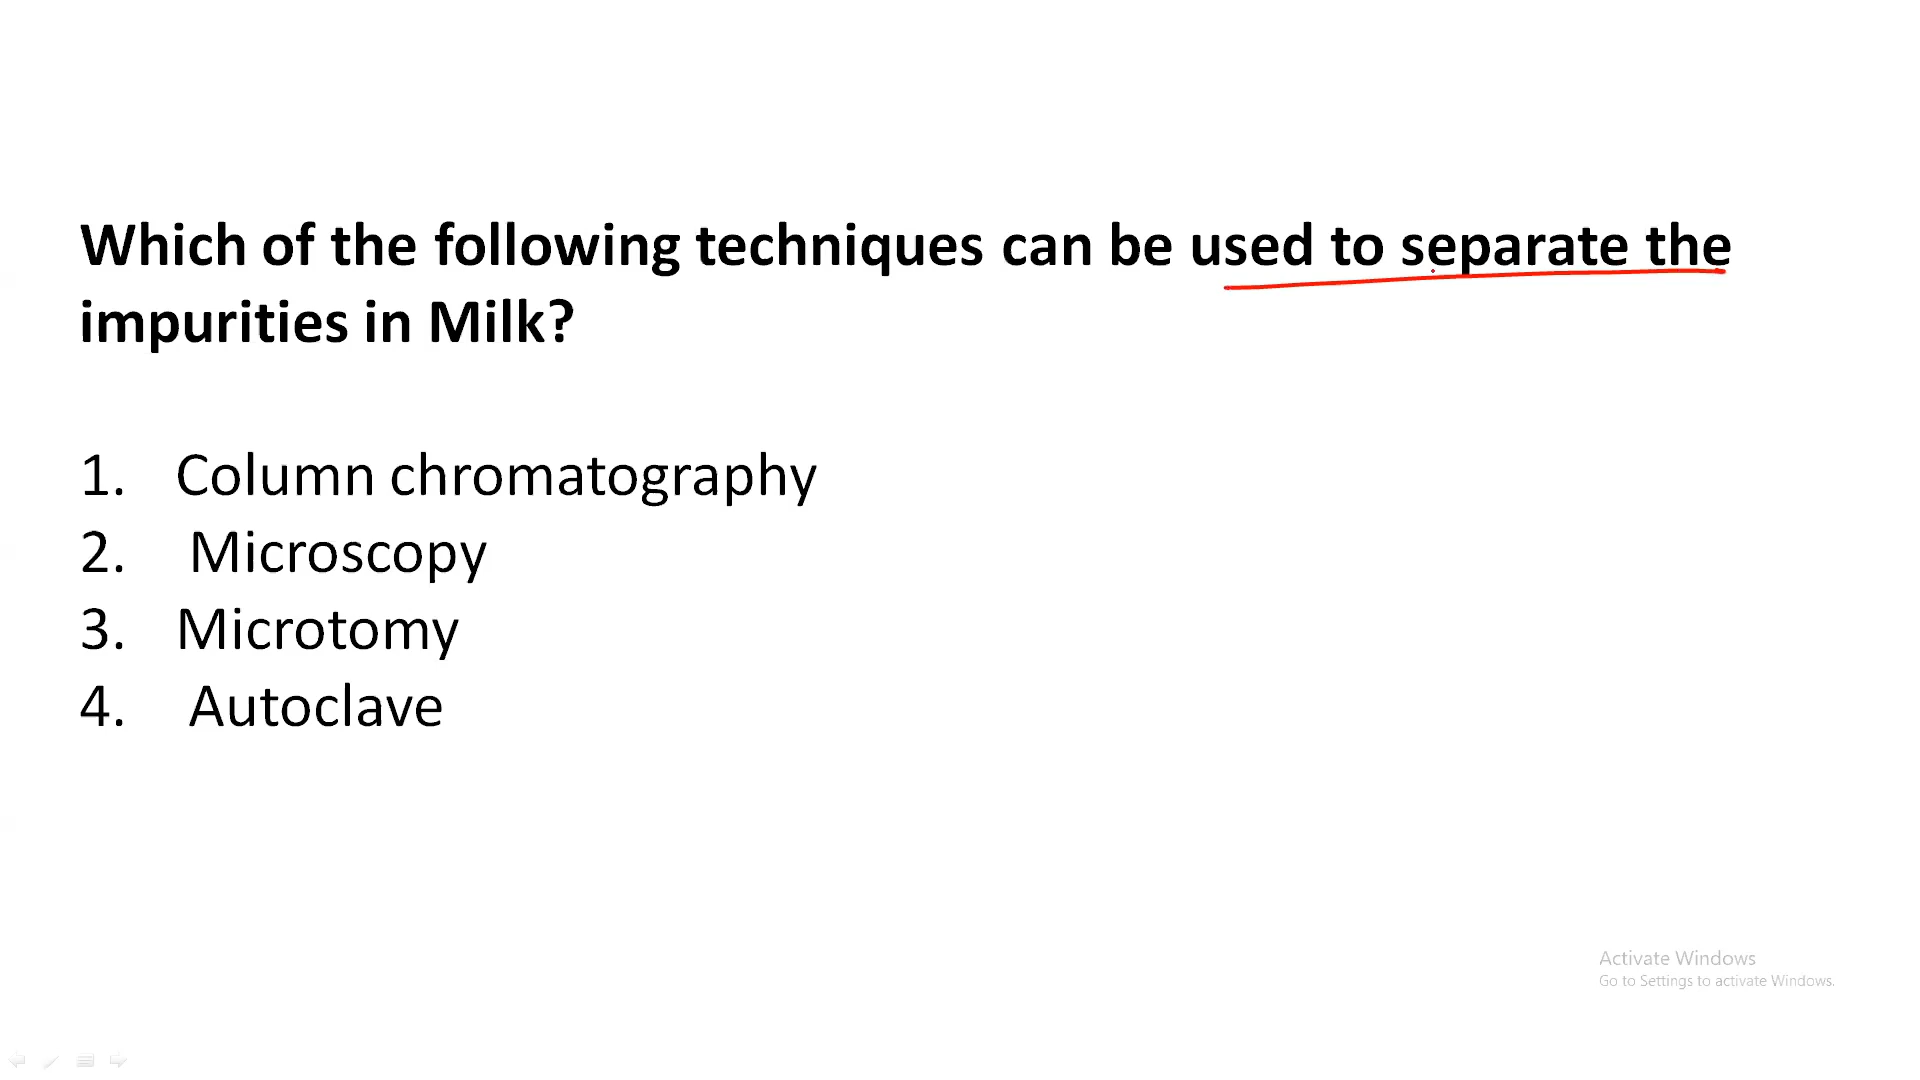 Which of the following techniques can be used to separate the
impurities in Milk?
1. Column chromatography
2. Microscopy
3. Microtomy
4. Autoclave
Activate Windows
Go to Settings to activate Windows.